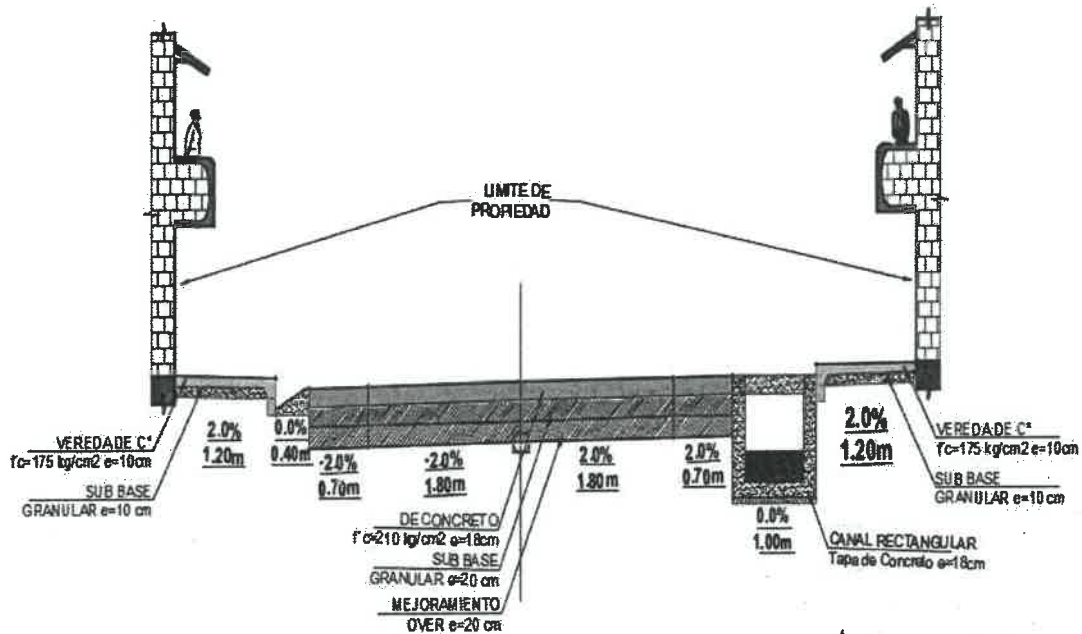 LIMITE DE
PROPIEDAD
VEREDA DE C°
f'c=175 kg/cm2 e=10cm
SUB BASE
GRANULAR e=10 cm
2.0%
1.20m
0.0%
0.40m
-2.0%
0.70m
-2.0%
1.80m
2.0%
1.80m
2.0%
0.70m
0.0%
1.00m
2.0%
1.20m
VEREDA DE C°
f'c=175 kg/cm2 e=10cm
SUB BASE
GRANULAR e=10 cm
CANAL RECTANGULAR
Tapa de Concreto e=18cm
DE CONCRETO
f'c=210 kg/cm2 e=18cm
SUB BASE
GRANULAR e=20 cm
MEJORAMIENTO
OVER e=20 cm